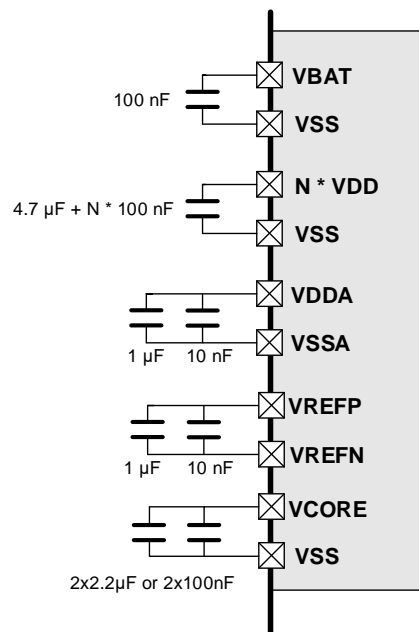 VBAT
100 nF
VSS
N * VDD
4.7 µF + N * 100 nF
VSS
VDDA
1 µF 10 nF
VSSA
VREFP
1 µF 10 nF
VREFN
VCORE
VSS
2x2.2µF or 2x100nF